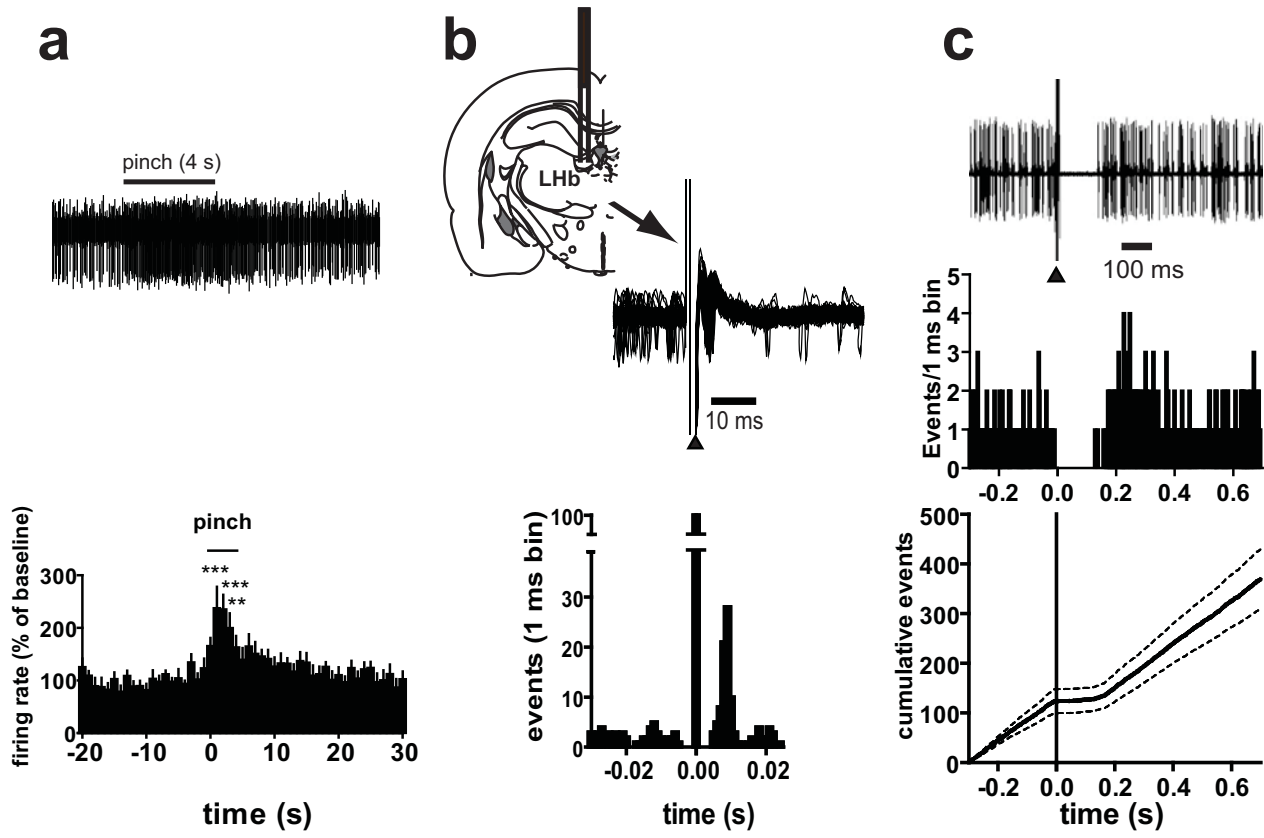 a
pinch (4 s)
pinch
***
***
**
firing rate (% of baseline)
300
200
100
0
-20 -10 0 10 20 30
time (s)
b
LHb
10 ms
events (1 ms bin)
100
30
20
10
0
-0.02 0.00 0.02
time (s)
c
100 ms
Events/1 ms bin
5
4
3
2
1
0
-0.2 0.0 0.2 0.4 0.6
cumulative events
500
400
300
200
100
0
-0.2 0.0 0.2 0.4 0.6
time (s)